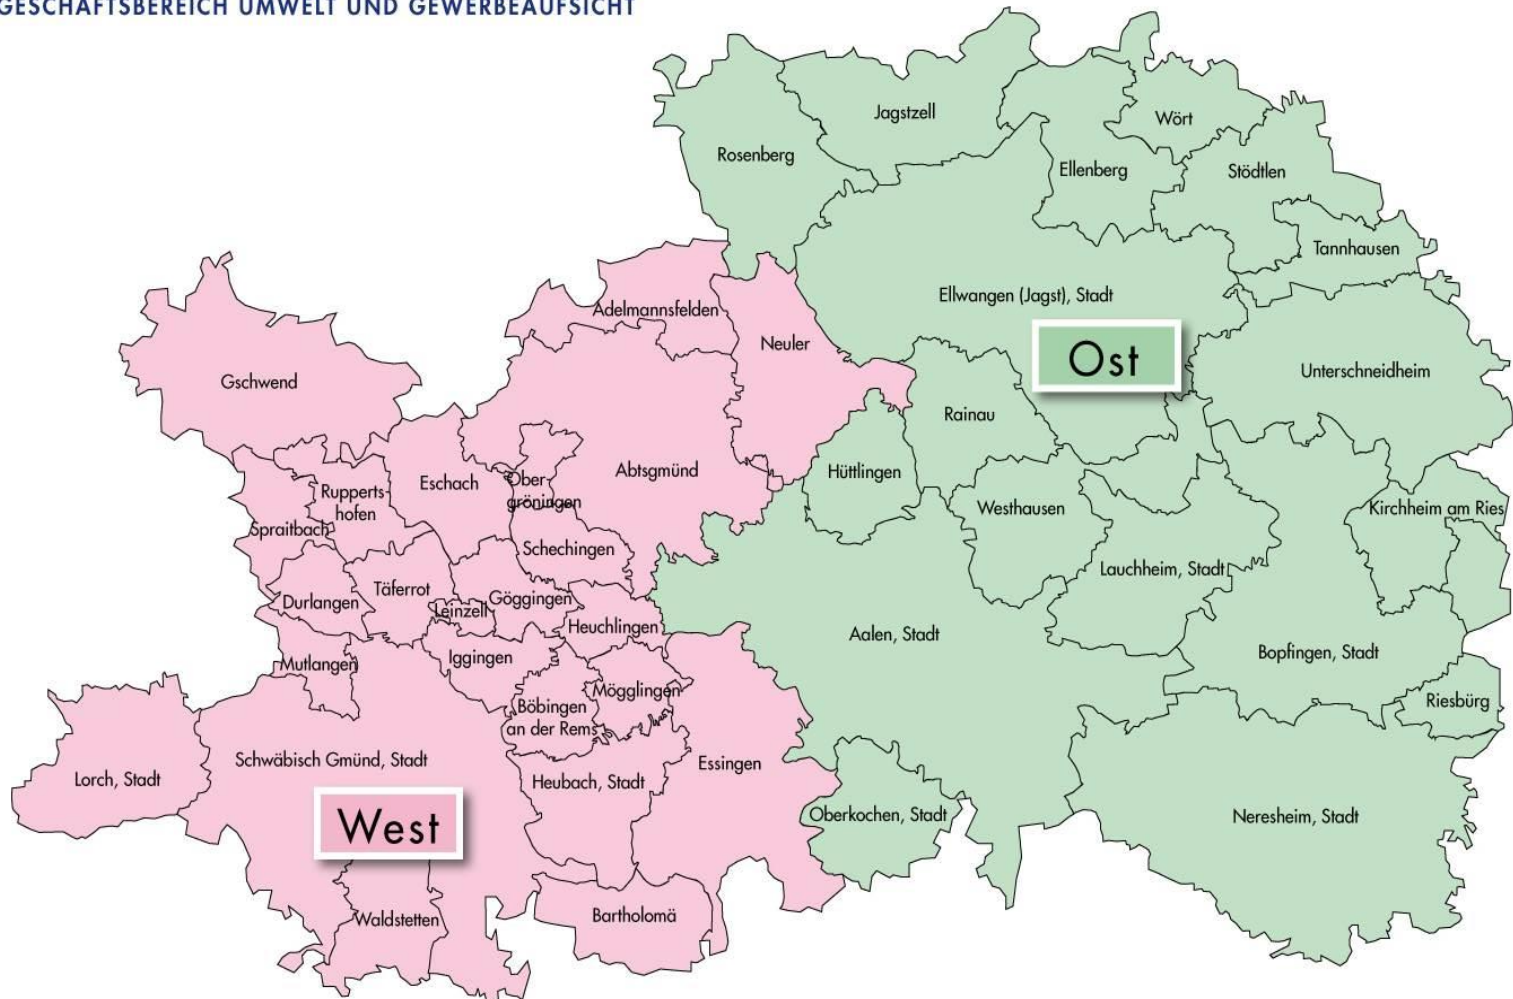 GESCHÄFTSBEREICH UMWELT UND GEWERBEAUFSICHT
Jagstzell
Wört
Rosenberg
Ellenberg
Stödtlen
Tannhausen
Ellwangen (Jagst), Stadt
Adelmannsfelden
Neuler
Ost
Unterschneidheim
Gschwend
Rainau
Abtsgmünd
Hüttlingen
Eschach
Ober-
gröningen
Rupperts-
hofen
Westhausen
Kirchheim am Ries
Spraitbach
Schechingen
Lauchheim, Stadt
Täferrot
Durlangen
Göggingen
Leinzell
Heuchlingen
Aalen, Stadt
Bopfingen, Stadt
Iggingen
Mutlangen
Mögglingen
Riesbürg
Böbingen
an der Rems
Schwäbisch Gmünd, Stadt
Essingen
Lorch, Stadt
Heubach, Stadt
Oberkochen, Stadt
Neresheim, Stadt
West
Bartholomä
Waldstetten